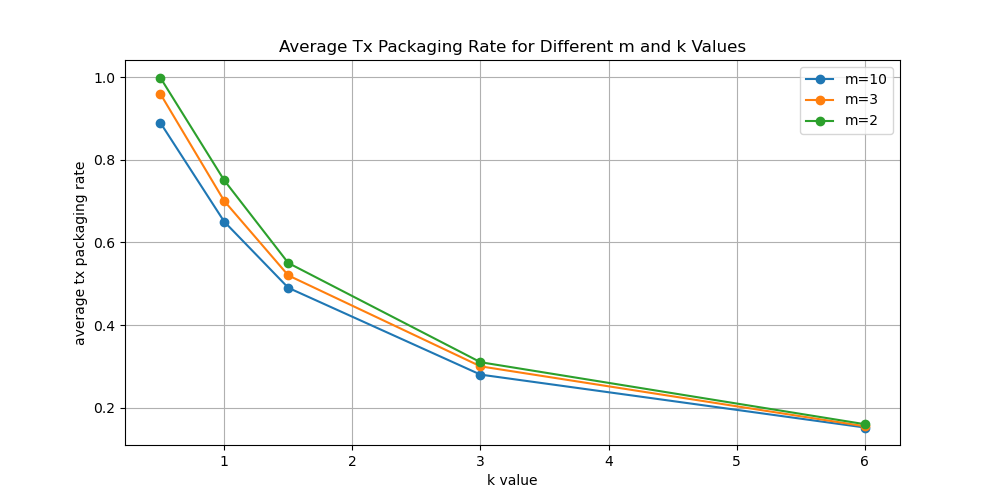 Average Tx Packaging Rate for Different m and k Values
m=10
m=3
m=2
average tx packaging rate
1.0
0.8
0.6
0.4
0.2
1 2 3 4 5 6
k value